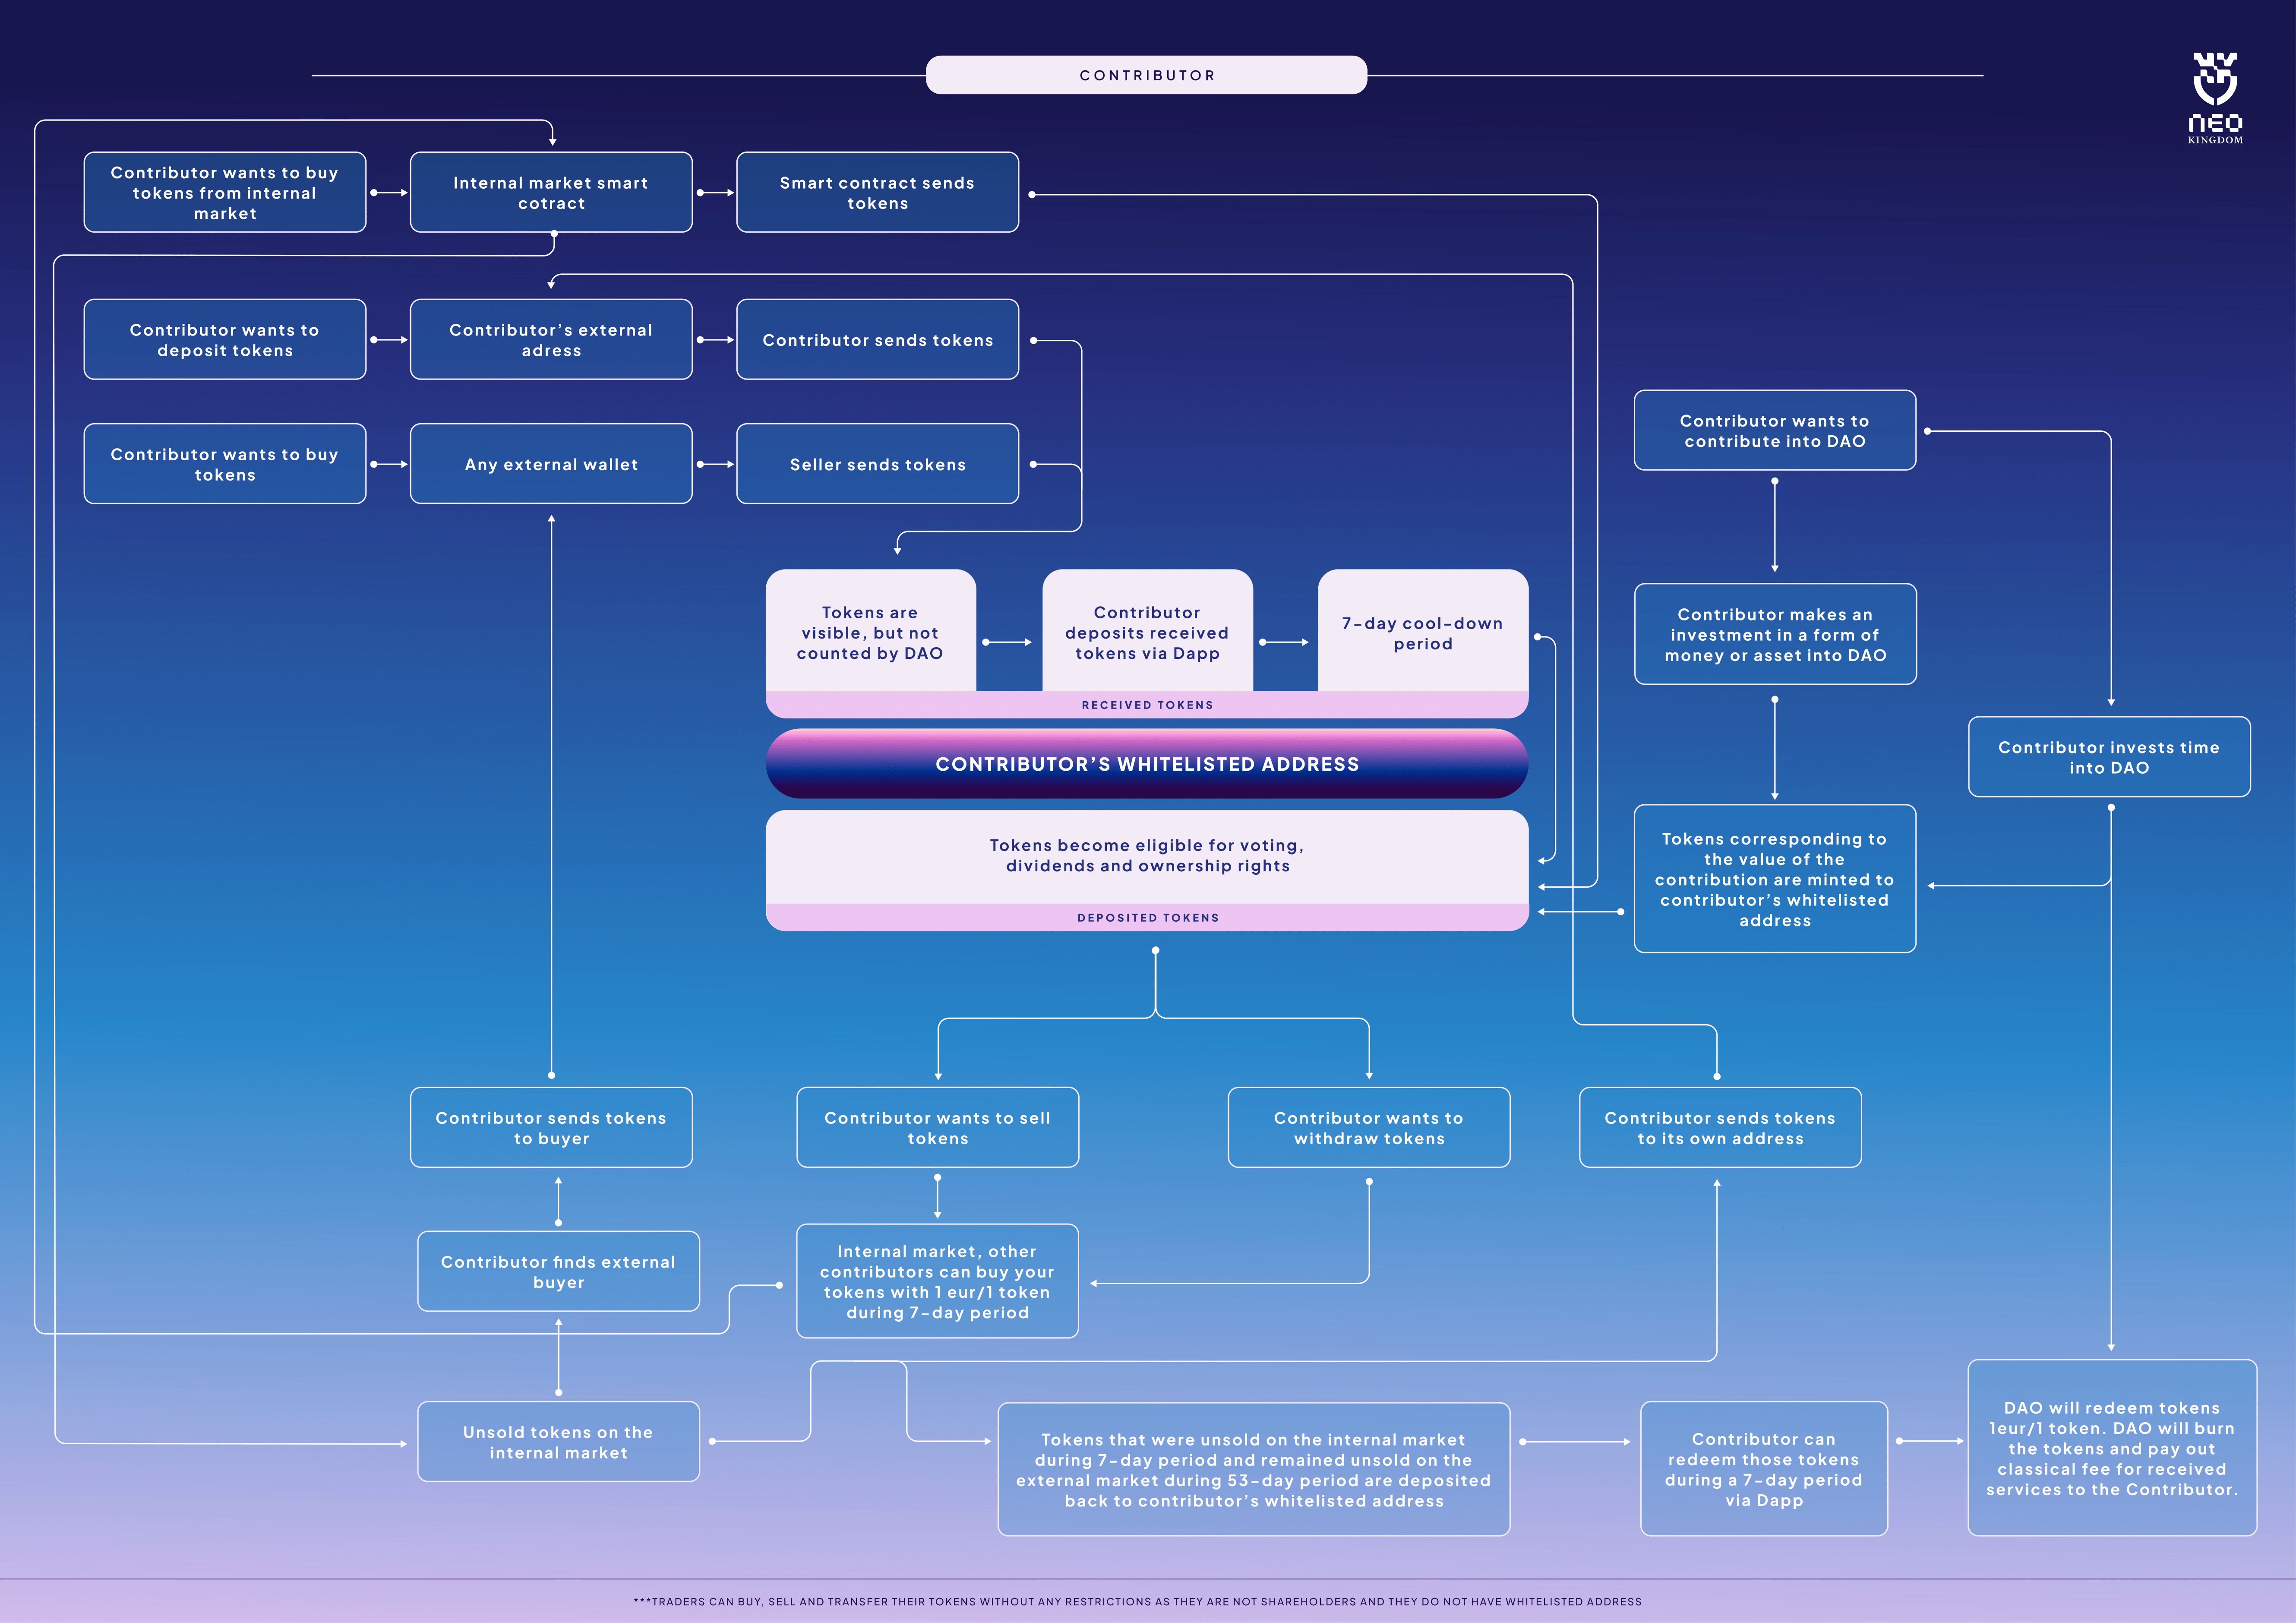 CONTRIBUTOR
NEO
KINGDOM
Contributor wants to buy
tokens from internal
market
Internal market smart
cotract
Smart contract sends
tokens
Contributor wants to
deposit tokens
Contributor’s external
adress
Contributor sends tokens
Contributor wants to buy
tokens
Any external wallet
Seller sends tokens
Contributor wants to
contribute into DAO
Tokens are
visible, but not
counted by DAO
Contributor
deposits received
tokens via Dapp
7-day cool-down
period
RECEIVED TOKENS
Contributor makes an
investment in a form of
money or asset into DAO
CONTRIBUTOR’S WHITELISTED ADDRESS
Contributor invests time
into DAO
Tokens become eligible for voting,
dividends and ownership rights
DEPOSITED TOKENS
Tokens corresponding to
the value of the
contribution are minted to
contributor’s whitelisted
address
Contributor sends tokens
to buyer
Contributor wants to sell
tokens
Contributor wants to
withdraw tokens
Contributor sends tokens
to its own address
Contributor finds external
buyer
Internal market, other
contributors can buy your
tokens with 1 eur/1 token
during 7-day period
Unsold tokens on the
internal market
Tokens that were unsold on the internal market
during 7-day period and remained unsold on the
external market during 53-day period are deposited
back to contributor’s whitelisted address
Contributor can
redeem those tokens
during a 7-day period
via Dapp
DAO will redeem tokens
1eur/1 token. DAO will burn
the tokens and pay out
classical fee for received
services to the Contributor.
***TRADERS CAN BUY, SELL AND TRANSFER THEIR TOKENS WITHOUT ANY RESTRICTIONS AS THEY ARE NOT SHAREHOLDERS AND THEY DO NOT HAVE WHITELISTED ADDRESS